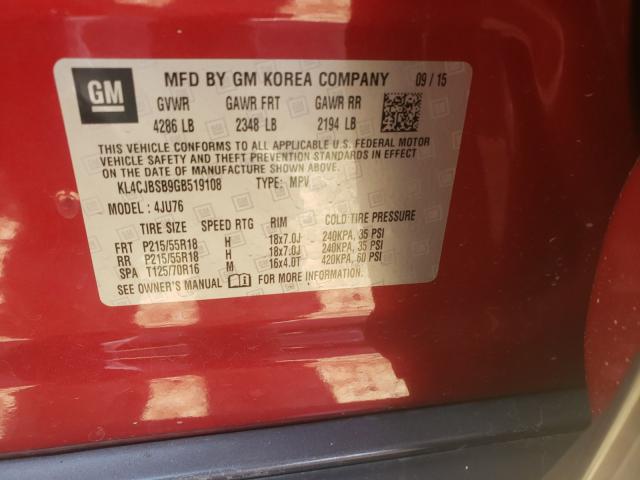 GM
MFD BY GM KOREA COMPANY 09/15
GVWR GAWR FRT GAWR RR
4286 LB 2348 LB 2194 LB
THIS VEHICLE CONFORMS TO ALL APPLICABLE U.S. FEDERAL MOTOR
VEHICLE SAFETY AND THEFT PREVENTION STANDARDS IN EFFECT
ON THE DATE OF MANUFACTURE SHOWN ABOVE.
KL4CJBSB9GB519108 TYPE: MPV
MODEL: 4JU76
TIRE SIZE SPEED RTG RIM COLD TIRE PRESSURE
FRT P215/55R18 H 18x7.0J 240KPA, 35 PSI
RR P215/55R18 H 18x7.0J 240KPA, 35 PSI
SPA T125/70R16 M 16x4.0T 420KPA, 60 PSI
SEE OWNER'S MANUAL FOR MORE INFORMATION.